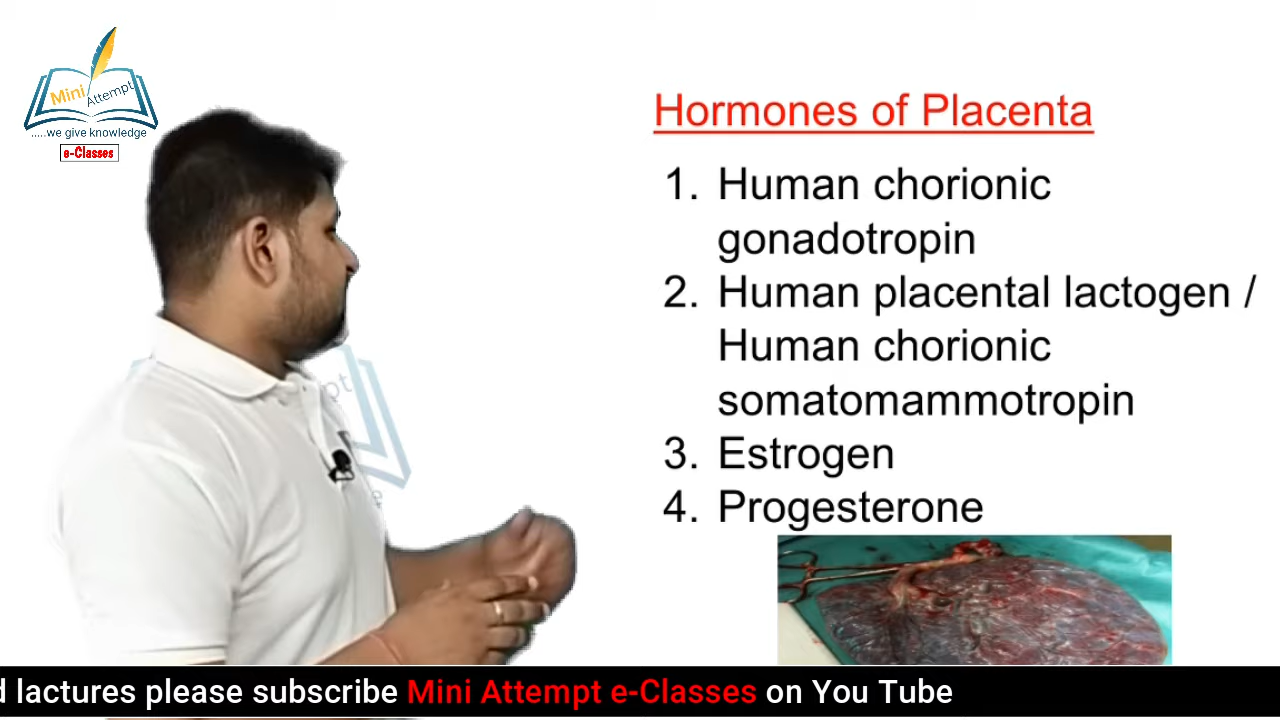 Mini Attempt
.....we give knowledge
e-Classes
Hormones of Placenta
1. Human chorionic
gonadotropin
2. Human placental lactogen /
Human chorionic
somatomammotropin
3. Estrogen
4. Progesterone
pt
e
d lactures please subscribe Mini Attempt e-Classes on You Tube